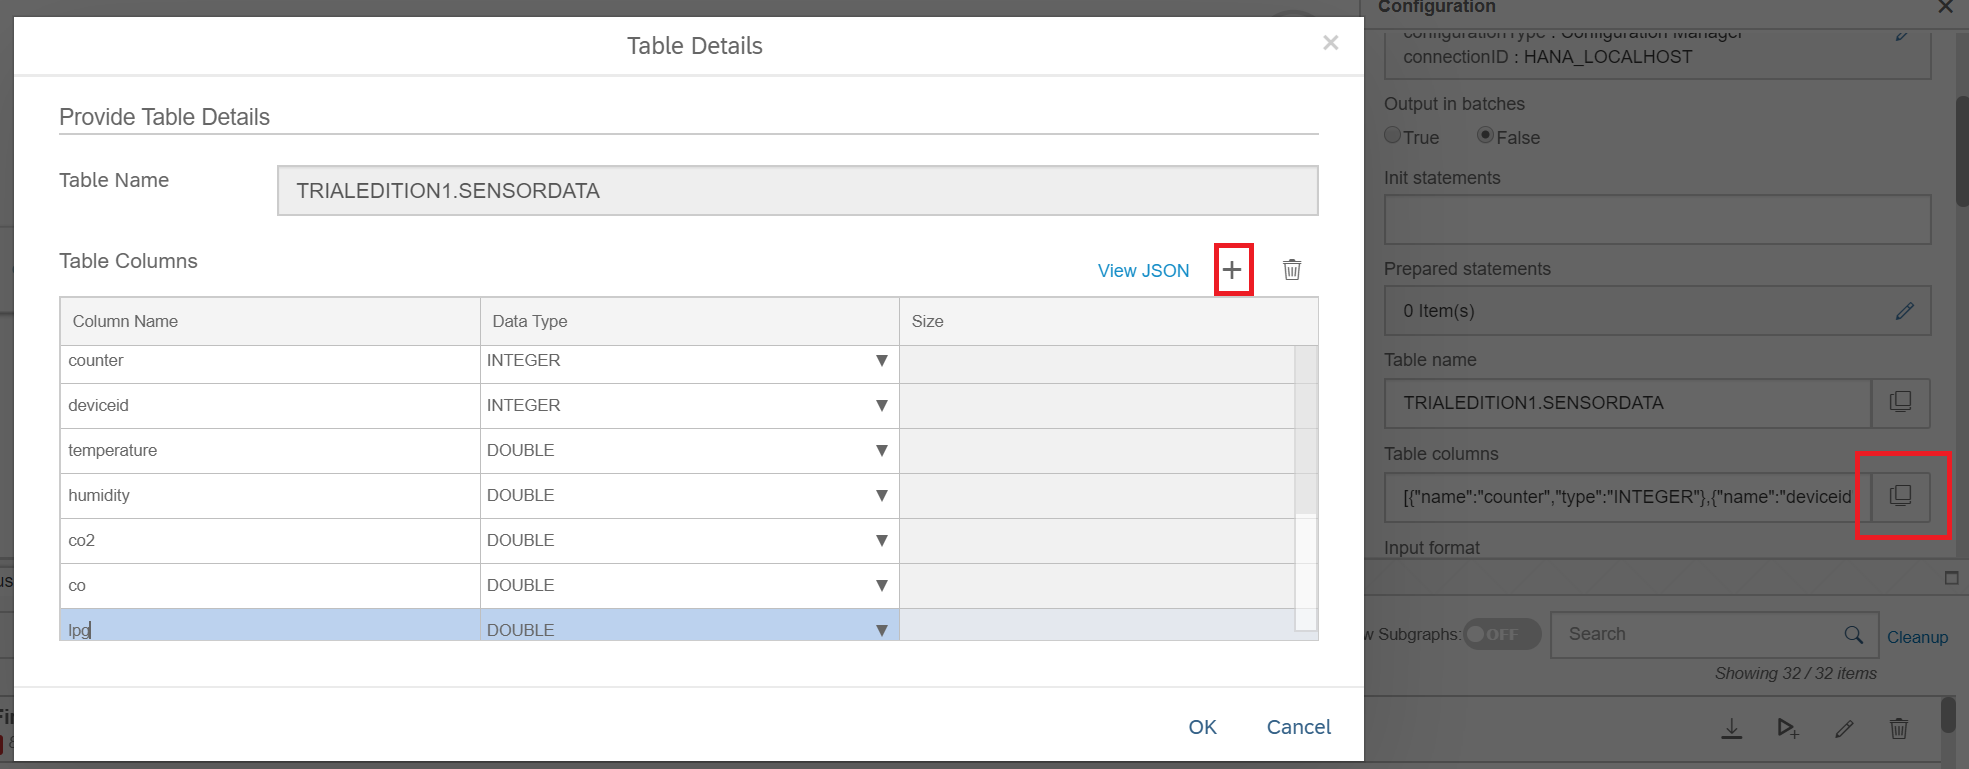 Table Details
Provide Table Details
Table Name
TRIALEDITION1.SENSORDATA
Table Columns
View JSON
Column Name Data Type Size
counter INTEGER
deviceid INTEGER
temperature DOUBLE
humidity DOUBLE
co2 DOUBLE
co DOUBLE
lpg DOUBLE
OK Cancel
Configuration
configurationType : Configuration Manager
connectionID : HANA_LOCALHOST
Output in batches
True False
Init statements
Prepared statements
0 Item(s)
Table name
TRIALEDITION1.SENSORDATA
Table columns
[{"name":"counter","type":"INTEGER"},{"name":"deviceid
Input format
w Subgraphs: OFF Search Cleanup
Showing 32 / 32 items